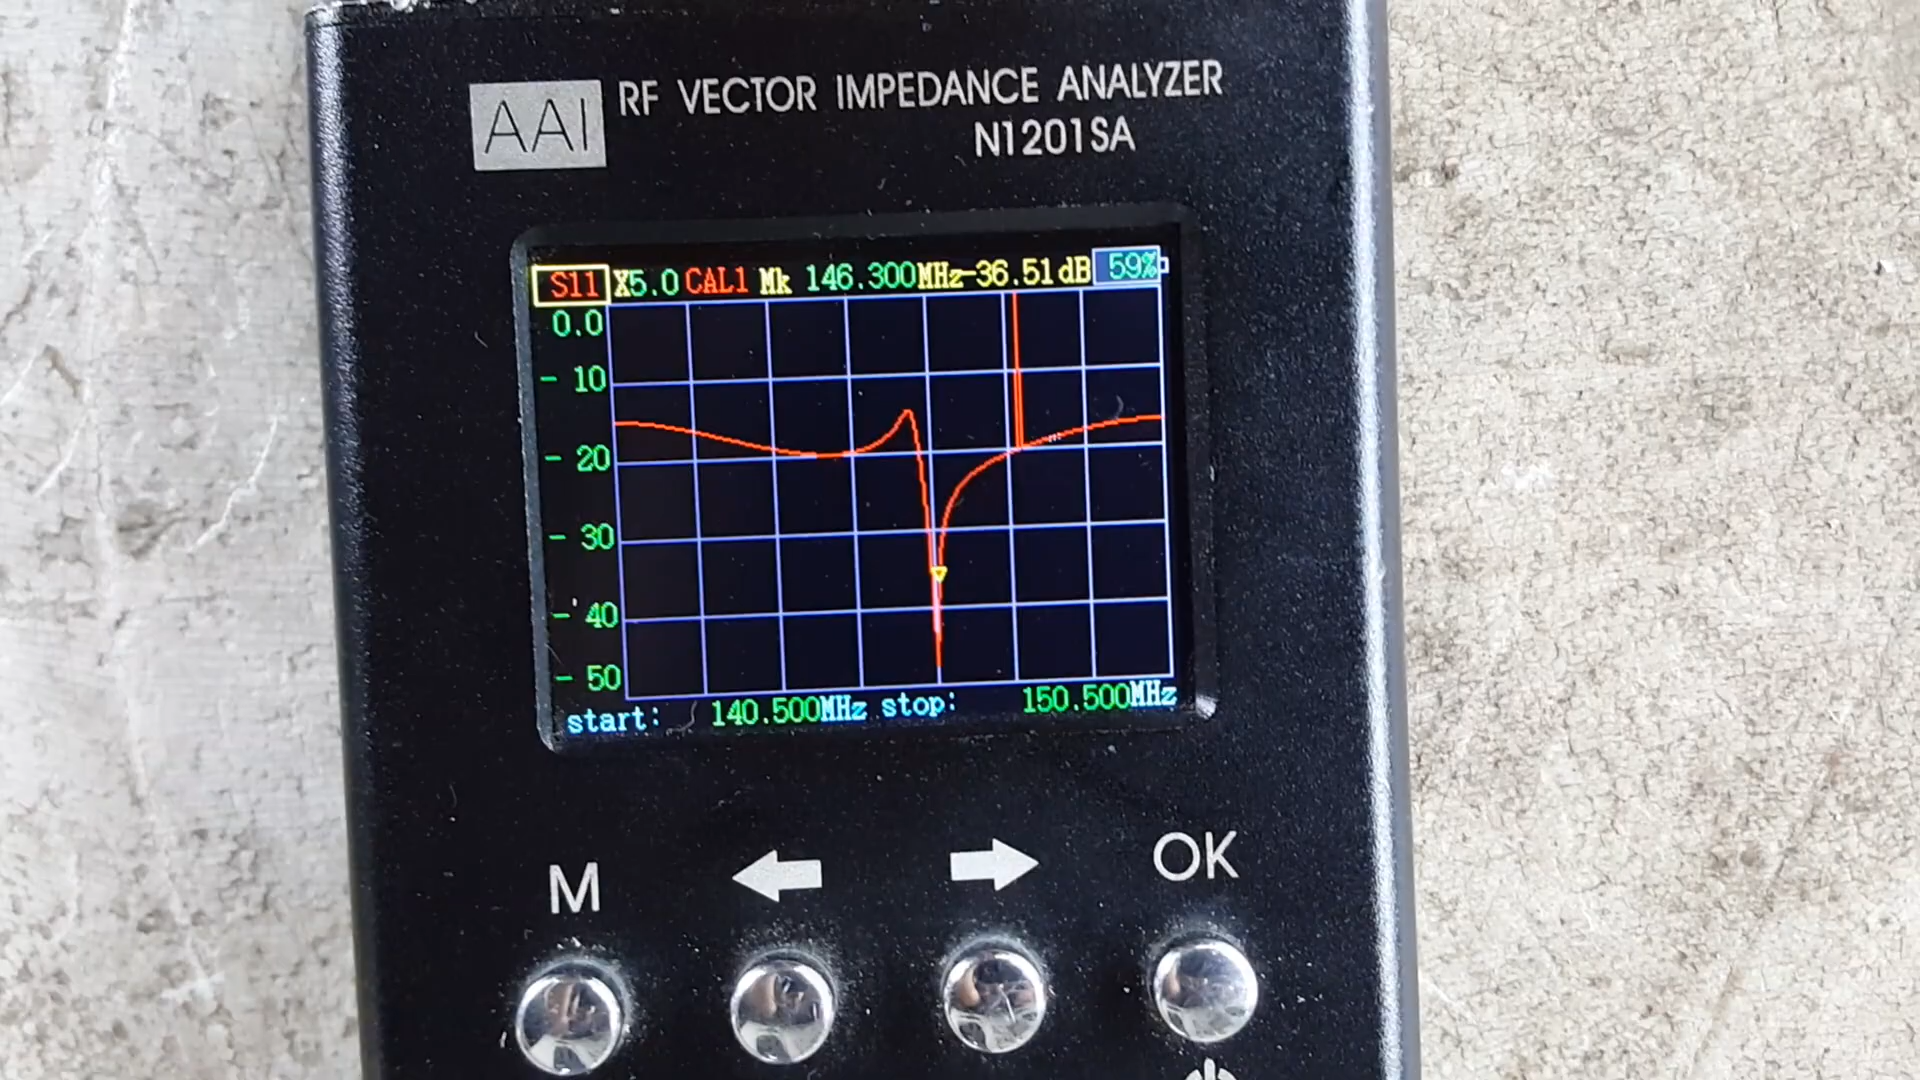 AAI RF VECTOR IMPEDANCE ANALYZER
N1201SA
S11 X5.0 CAL1 Mk 146.300MHz-36.51dB 59%
0.0
- 10
- 20
- 30
- 40
- 50
start: 140.500MHz stop: 150.500MHz
M OK